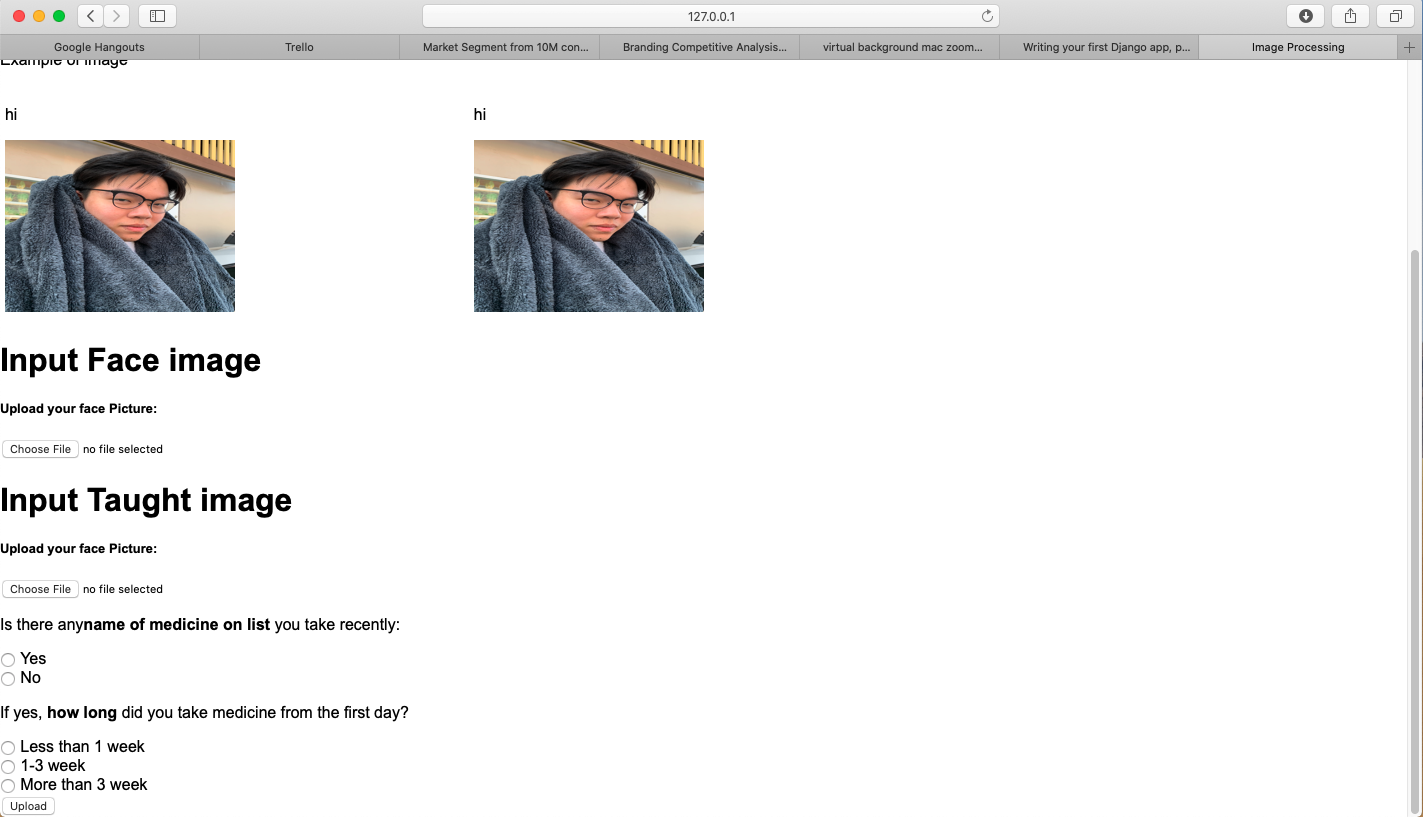 127.0.0.1
Google Hangouts
Trello
Market Segment from 10M con...
Branding Competitive Analysis...
virtual background mac zoom...
Writing your first Django app, p...
Image Processing
Example of image
hi
hi
Input Face image
Upload your face Picture:
Choose File no file selected
Input Taught image
Upload your face Picture:
Choose File no file selected
Is there anyname of medicine on list you take recently:
Yes
No
If yes, how long did you take medicine from the first day?
Less than 1 week
1-3 week
More than 3 week
Upload